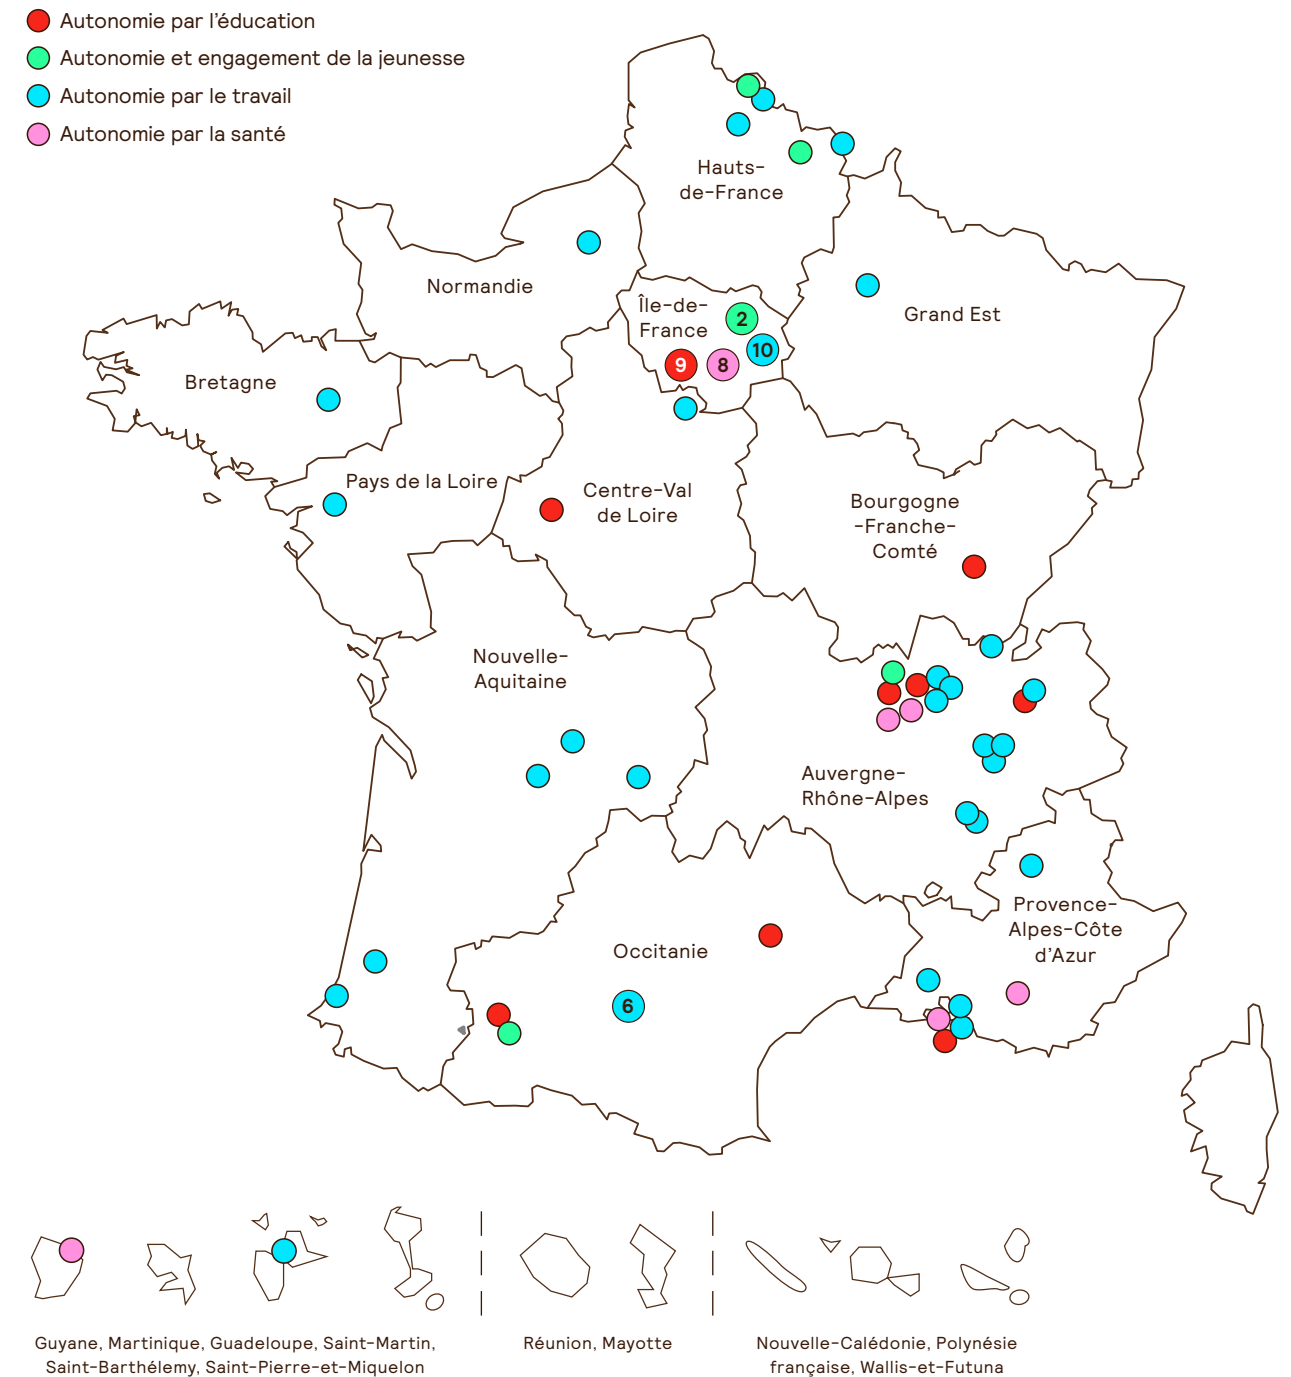 Autonomie par l'éducation
Autonomie et engagement de la jeunesse
Autonomie par le travail
Autonomie par la santé
Hauts-
de-France
Normandie
Île-de-
France
2
10
9
8
Grand Est
Bretagne
Pays de la Loire
Centre-Val
de Loire
Bourgogne
-Franche-
Comté
Nouvelle-
Aquitaine
Auvergne-
Rhône-Alpes
Provence-
Alpes-Côte
d'Azur
Occitanie
6
Guyane, Martinique, Guadeloupe, Saint-Martin,
Saint-Barthélemy, Saint-Pierre-et-Miquelon
Réunion, Mayotte
Nouvelle-Calédonie, Polynésie
française, Wallis-et-Futuna